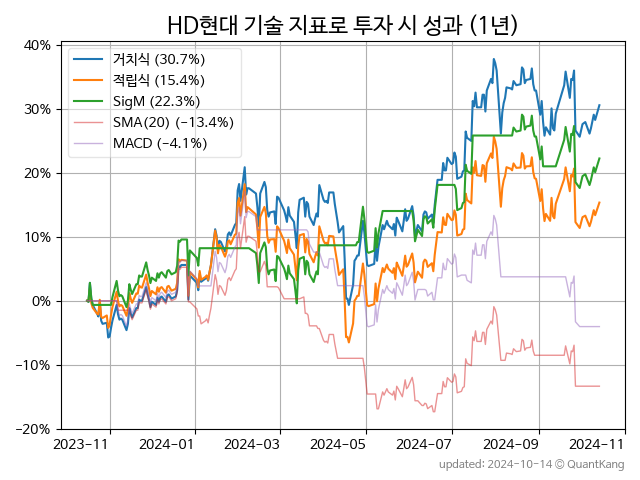 HD현대 기술 지표로 투자 시 성과 (1년)
40%
30%
20%
10%
0%
−10%
−20%
거치식 (30.7%)
적립식 (15.4%)
SigM (22.3%)
SMA(20) (−13.4%)
MACD (−4.1%)
2023-11 2024-01 2024-03 2024-05 2024-07 2024-09 2024-11
updated: 2024-10-14 © QuantKang